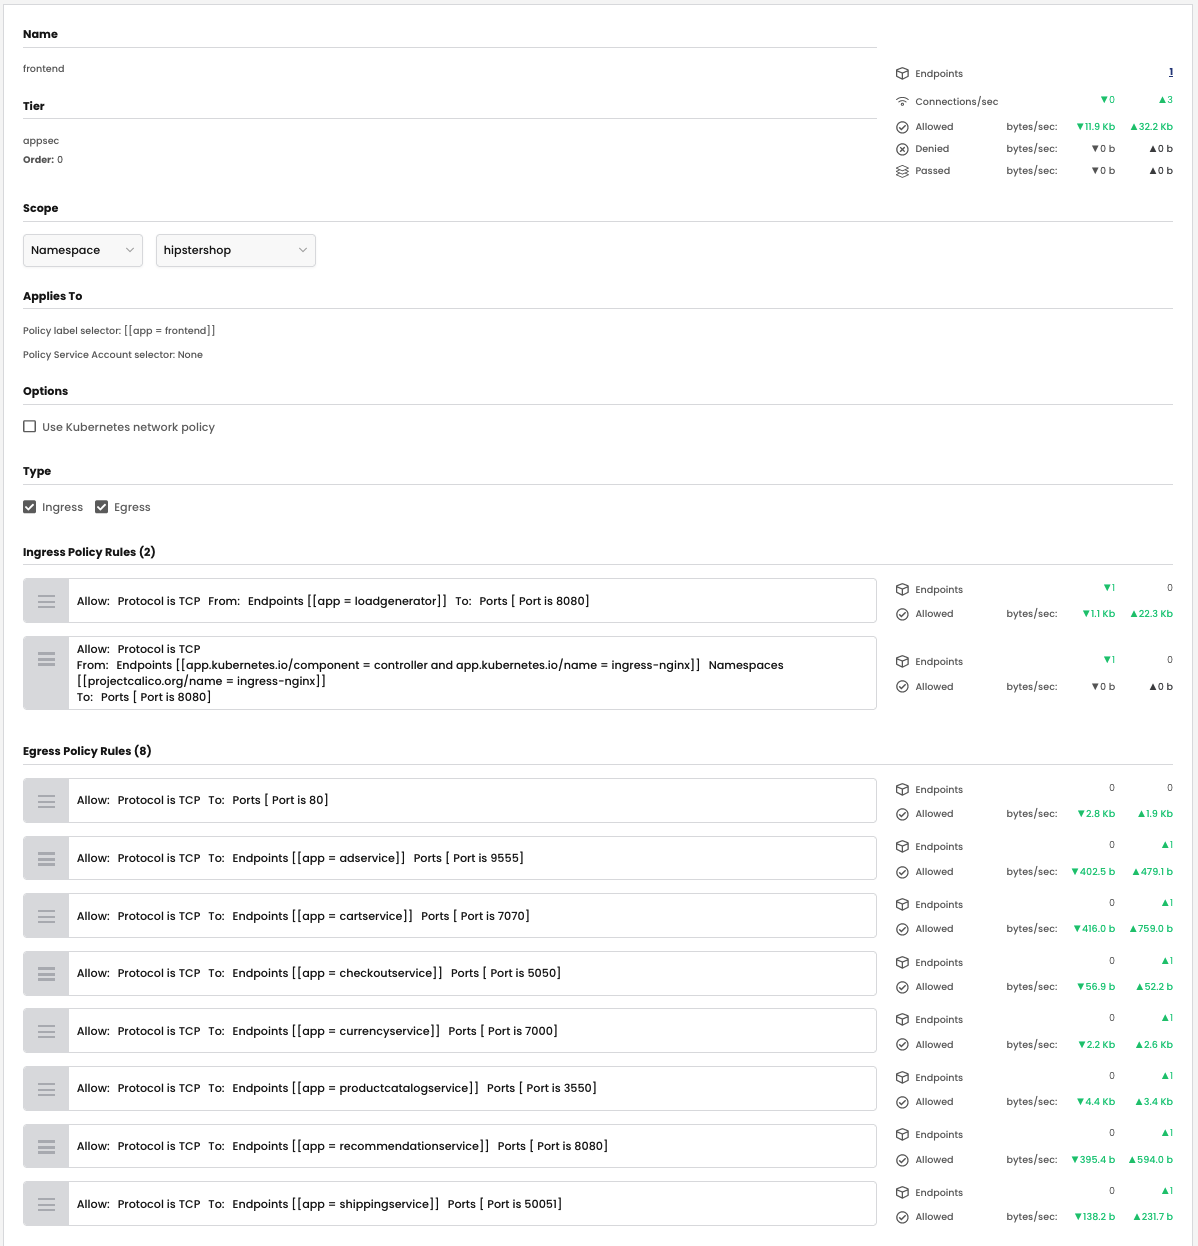 Name
frontend
Endpoints 1
Connections/sec ▼0 ▲3
Tier
Allowed bytes/sec: ▼11.9 Kb ▲32.2 Kb
appsec
Denied bytes/sec: ▼0 b ▲0 b
Order: 0
Passed bytes/sec: ▼0 b ▲0 b
Scope
Namespace hipstershop
Applies To
Policy label selector: [[app = frontend]]
Policy Service Account selector: None
Options
Use Kubernetes network policy
Type
Ingress Egress
Ingress Policy Rules (2)
Allow: Protocol is TCP From: Endpoints [[app = loadgenerator]] To: Ports [ Port is 8080]
Endpoints ▼1 0
Allowed bytes/sec: ▼1.1 Kb ▲22.3 Kb
Allow: Protocol is TCP
From: Endpoints [[app.kubernetes.io/component = controller and app.kubernetes.io/name = ingress-nginx]] Namespaces
[[projectcalico.org/name = ingress-nginx]]
To: Ports [ Port is 8080]
Endpoints ▼1 0
Allowed bytes/sec: ▼0 b ▲0 b
Egress Policy Rules (8)
Allow: Protocol is TCP To: Ports [ Port is 80]
Endpoints 0 0
Allowed bytes/sec: ▼2.8 Kb ▲1.9 Kb
Allow: Protocol is TCP To: Endpoints [[app = adservice]] Ports [ Port is 9555]
Endpoints 0 ▲1
Allowed bytes/sec: ▼402.5 b ▲479.1 b
Allow: Protocol is TCP To: Endpoints [[app = cartservice]] Ports [ Port is 7070]
Endpoints 0 ▲1
Allowed bytes/sec: ▼416.0 b ▲759.0 b
Allow: Protocol is TCP To: Endpoints [[app = checkoutservice]] Ports [ Port is 5050]
Endpoints 0 ▲1
Allowed bytes/sec: ▼56.9 b ▲52.2 b
Allow: Protocol is TCP To: Endpoints [[app = currencyservice]] Ports [ Port is 7000]
Endpoints 0 ▲1
Allowed bytes/sec: ▼2.2 Kb ▲2.6 Kb
Allow: Protocol is TCP To: Endpoints [[app = productcatalogservice]] Ports [ Port is 3550]
Endpoints 0 ▲1
Allowed bytes/sec: ▼4.4 Kb ▲3.4 Kb
Allow: Protocol is TCP To: Endpoints [[app = recommendationservice]] Ports [ Port is 8080]
Endpoints 0 ▲1
Allowed bytes/sec: ▼395.4 b ▲594.0 b
Allow: Protocol is TCP To: Endpoints [[app = shippingservice]] Ports [ Port is 50051]
Endpoints 0 ▲1
Allowed bytes/sec: ▼138.2 b ▲231.7 b